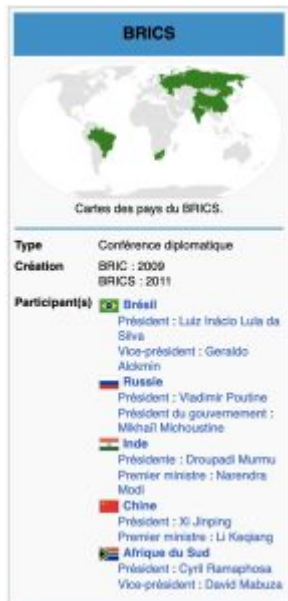 BRICS
Cartes des pays du BRICS.
Type Conférence diplomatique
Création BRIC : 2009
BRICS : 2011
Participant(s) Brésil
Président : Luiz Inácio Lula da
Silva
Vice-président : Geraldo
Alckmin
Russie
Président : Vladimir Poutine
Président du gouvernement :
Mikhaïl Michoustine
Inde
Présidente : Droupadi Murmu
Premier ministre : Narendra
Modi
Chine
Président : Xi Jinping
Premier ministre : Li Keqiang
Afrique du Sud
Président : Cyril Ramaphosa
Vice-président : David Mabuza